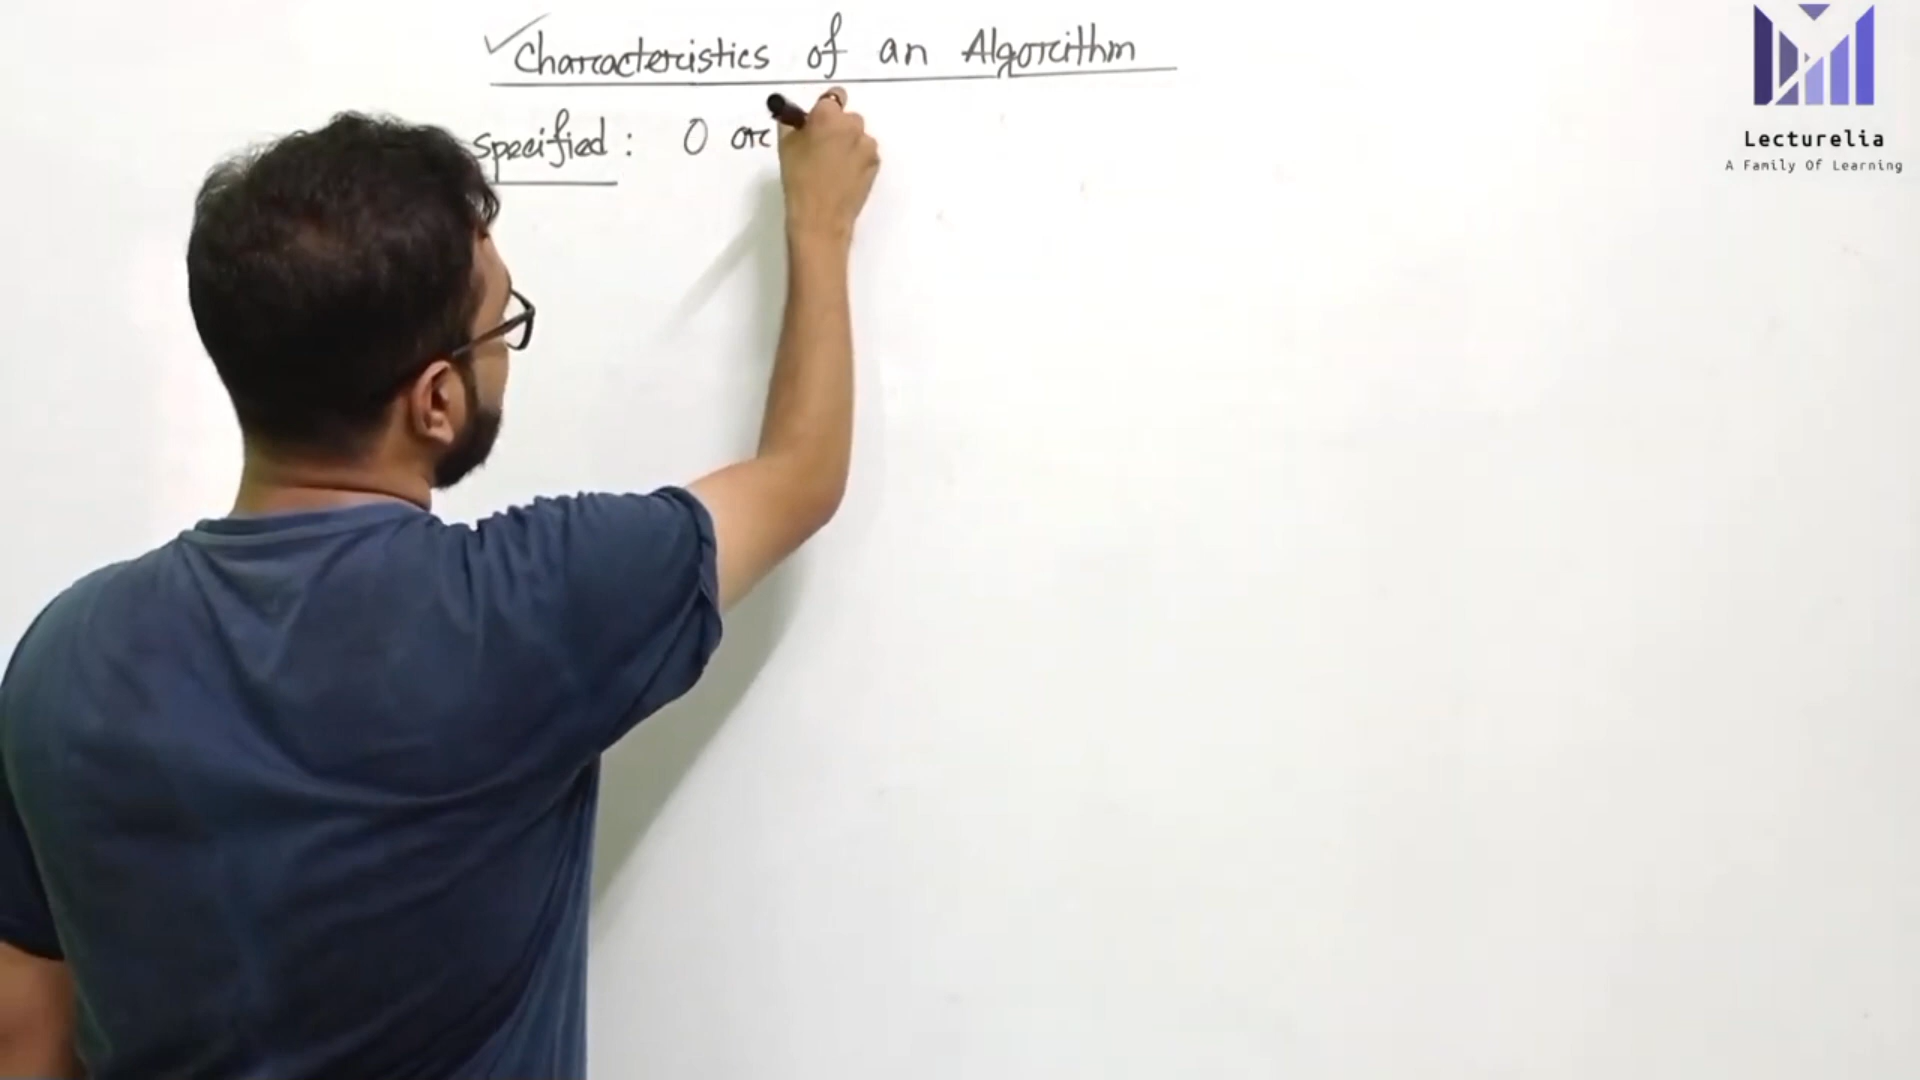 ✓Characteristics of an Algorithm
specified: 0 or
Lecturelia
A Family Of Learning